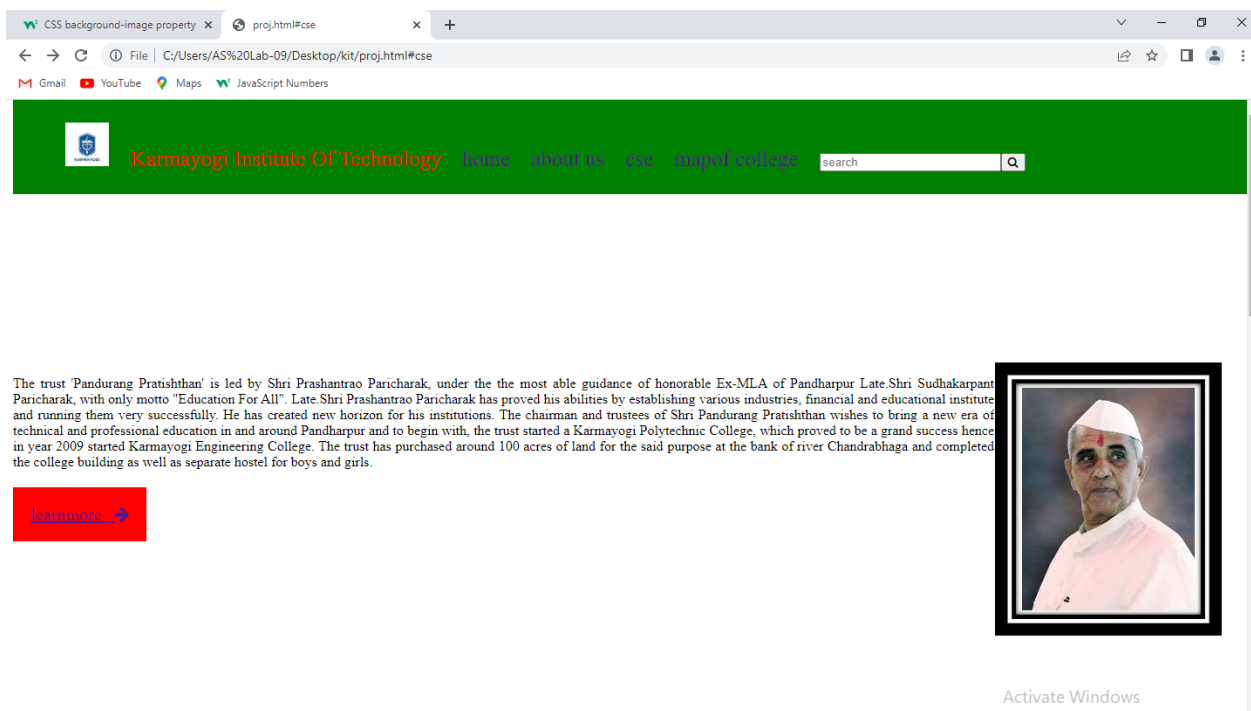 CSS background-image property
proj.html#cse
File | C:/Users/AS%20Lab-09/Desktop/kit/proj.html#cse
Gmail YouTube Maps JavaScript Numbers
KARMAYOGI
Karmayogi Institute Of Technology home about us cse mapof college search
The trust 'Pandurang Pratishthan' is led by Shri Prashantrao Paricharak, under the the most able guidance of honorable Ex-MLA of Pandharpur Late.Shri Sudhakarpant
Paricharak, with only motto "Education For All". Late.Shri Prashantrao Paricharak has proved his abilities by establishing various industries, financial and educational institute
and running them very successfully. He has created new horizon for his institutions. The chairman and trustees of Shri Pandurang Pratishthan wishes to bring a new era of
technical and professional education in and around Pandharpur and to begin with, the trust started a Karmayogi Polytechnic College, which proved to be a grand success hence
in year 2009 started Karmayogi Engineering College. The trust has purchased around 100 acres of land for the said purpose at the bank of river Chandrabhaga and completed
the college building as well as separate hostel for boys and girls.
learnmore
Activate Windows